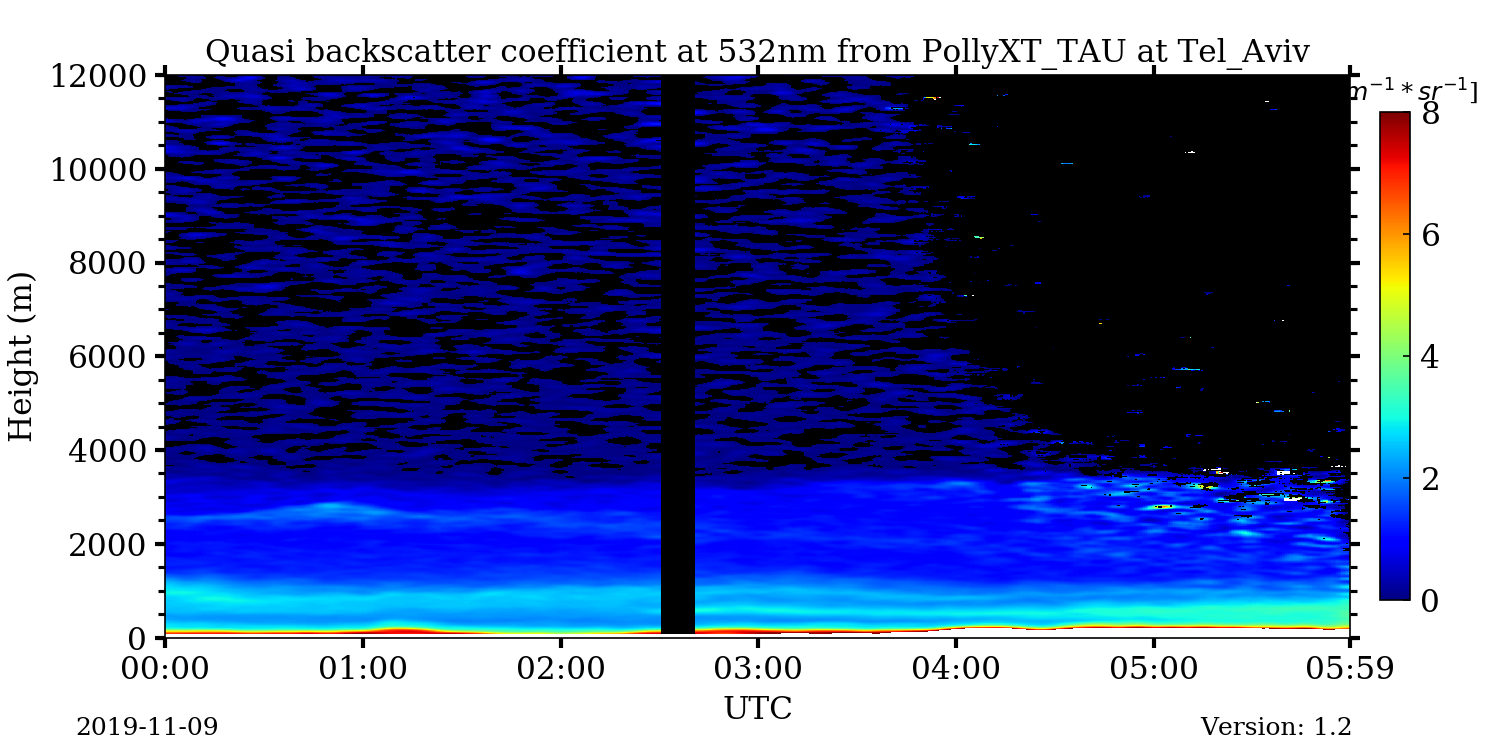 Quasi backscatter coefficient at 532nm from PollyXT_TAU at Tel_Aviv
m⁻¹ * sr⁻¹]
12000
10000
8000
6000
4000
2000
0
Height (m)
8
6
4
2
0
00:00 01:00 02:00 03:00 04:00 05:00 05:59
UTC
2019-11-09
Version: 1.2